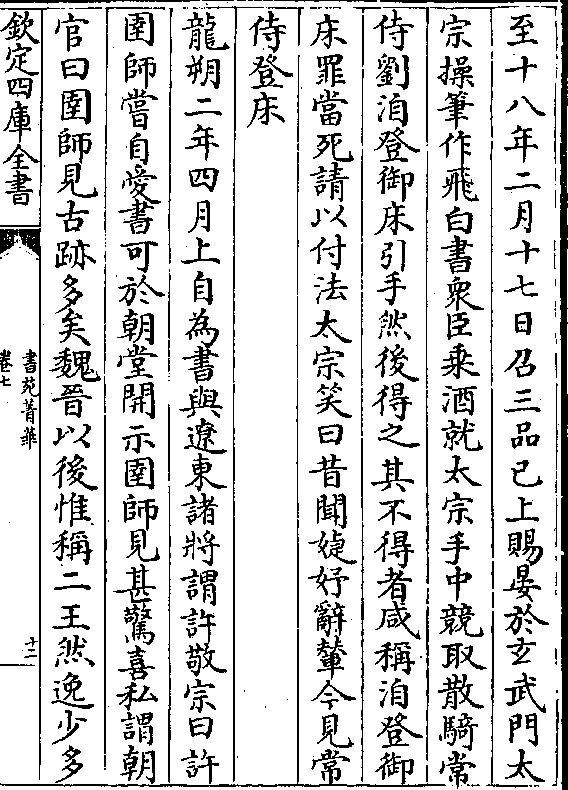 至十八年二月十七日召三品已上賜晏於玄武門太
宗操筆作飛白書衆臣乘酒就太宗手中競取散騎常
侍劉洎登御床引手然後得之其不得者咸稱洎登御
床罪當死請以付法太宗笑曰昔聞婕妤辭輦今見常
侍登床
龍朔二年四月上自為書與遼東諸將謂許敬宗曰許
圉師嘗自愛書可於朝堂開示圉師見甚驚喜私謂朝
官曰圉師見古跡多矣魏晉以後惟稱二王然逸少多
欽定四庫全書
書苑菁華
卷七
十二